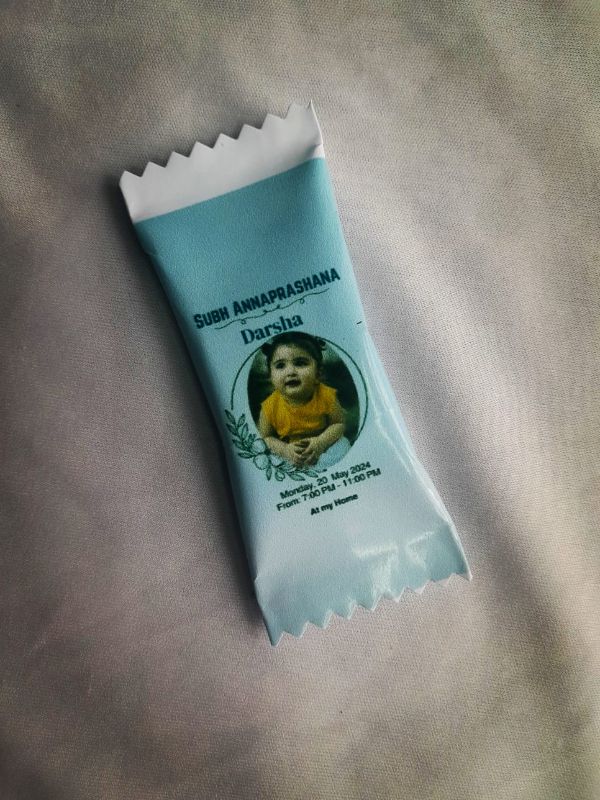 SUBH ANNAPRASHANA
Darsha
Monday, 20 May 2024
From: 7:00 PM - 11:00 PM
At my Home